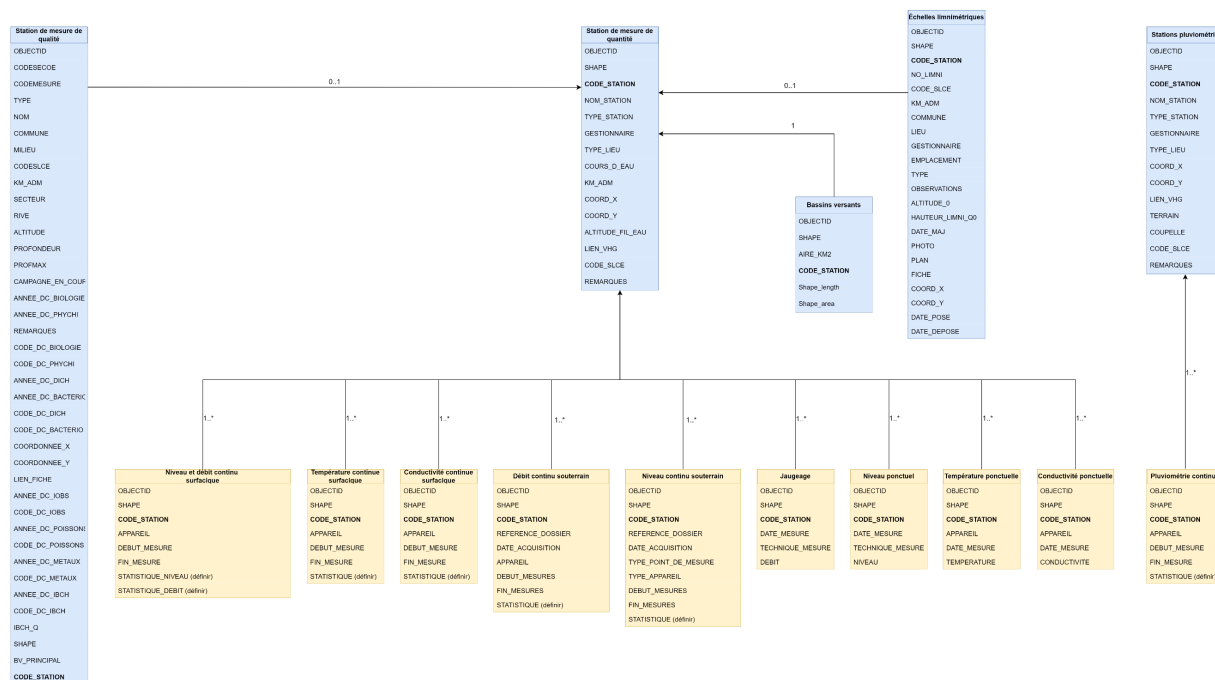 Station de mesure de
qualité
OBJECTID
CODESECOE
CODEMESURE
TYPE
NOM
COMMUNE
MILIEU
CODESLCE
KM_ADM
SECTEUR
RIVE
ALTITUDE
PROFONDEUR
PROFMAX
CAMPAGNE_EN_COUR
ANNEE_DC_BIOLOGIE
ANNEE_DC_PHYCHI
REMARQUES
CODE_DC_BIOLOGIE
CODE_DC_PHYCHI
ANNEE_DC_DICH
ANNEE_DC_BACTERIO
CODE_DC_DICH
CODE_DC_BACTERIO
COORDONNEE_X
COORDONNEE_Y
LIEN_FICHE
ANNEE_DC_IOBS
CODE_DC_IOBS
ANNEE_DC_POISSONS
CODE_DC_POISSONS
ANNEE_DC_METAUX
CODE_DC_METAUX
ANNEE_DC_IBCH
CODE_DC_IBCH
IBCH_Q
SHAPE
BV_PRINCIPAL
CODE_STATION
0..1
Station de mesure de
quantité
OBJECTID
SHAPE
CODE_STATION
NOM_STATION
TYPE_STATION
GESTIONNAIRE
TYPE_LIEU
COURS_D_EAU
KM_ADM
COORD_X
COORD_Y
ALTITUDE_FIL_EAU
LIEN_VHG
CODE_SLCE
REMARQUES
0..1
1
Bassins versants
OBJECTID
SHAPE
AIRE_KM2
CODE_STATION
Shape_length
Shape_area
Échelles limnimétriques
OBJECTID
SHAPE
CODE_STATION
NO_LIMNI
CODE_SLCE
KM_ADM
COMMUNE
LIEU
GESTIONNAIRE
EMPLACEMENT
TYPE
OBSERVATIONS
ALTITUDE_0
HAUTEUR_LIMNI_Q0
DATE_MAJ
PHOTO
PLAN
FICHE
COORD_X
COORD_Y
DATE_POSE
DATE_DEPOSE
Stations pluviométri
OBJECTID
SHAPE
CODE_STATION
NOM_STATION
TYPE_STATION
GESTIONNAIRE
TYPE_LIEU
COORD_X
COORD_Y
LIEN_VHG
TERRAIN
COUPELLE
CODE_SLCE
REMARQUES
1..*
1..*
1..*
1..*
1..*
1..*
1..*
1..*
1..*
1..*
Niveau et débit continu
surfacique
OBJECTID
SHAPE
CODE_STATION
APPAREIL
DEBUT_MESURE
FIN_MESURE
STATISTIQUE_NIVEAU (définir)
STATISTIQUE_DEBIT (définir)
Température continue
surfacique
OBJECTID
SHAPE
CODE_STATION
APPAREIL
DEBUT_MESURE
FIN_MESURE
STATISTIQUE (définir)
Conductivité continue
surfacique
OBJECTID
SHAPE
CODE_STATION
APPAREIL
DEBUT_MESURE
FIN_MESURE
STATISTIQUE (définir)
Débit continu souterrain
OBJECTID
SHAPE
CODE_STATION
REFERENCE_DOSSIER
DATE_ACQUISITION
APPAREIL
DEBUT_MESURES
FIN_MESURES
STATISTIQUE (définir)
Niveau continu souterrain
OBJECTID
SHAPE
CODE_STATION
REFERENCE_DOSSIER
DATE_ACQUISITION
TYPE_POINT_DE_MESURE
TYPE_APPAREIL
DEBUT_MESURES
FIN_MESURES
STATISTIQUE (définir)
Jaugeage
OBJECTID
SHAPE
CODE_STATION
DATE_MESURE
TECHNIQUE_MESURE
DEBIT
Niveau ponctuel
OBJECTID
SHAPE
CODE_STATION
DATE_MESURE
TECHNIQUE_MESURE
NIVEAU
Température ponctuelle
OBJECTID
SHAPE
CODE_STATION
APPAREIL
DATE_MESURE
TEMPERATURE
Conductivité ponctuelle
OBJECTID
SHAPE
CODE_STATION
APPAREIL
DATE_MESURE
CONDUCTIVITE
Pluviométrie continu
OBJECTID
SHAPE
CODE_STATION
APPAREIL
DEBUT_MESURE
FIN_MESURE
STATISTIQUE (définir)